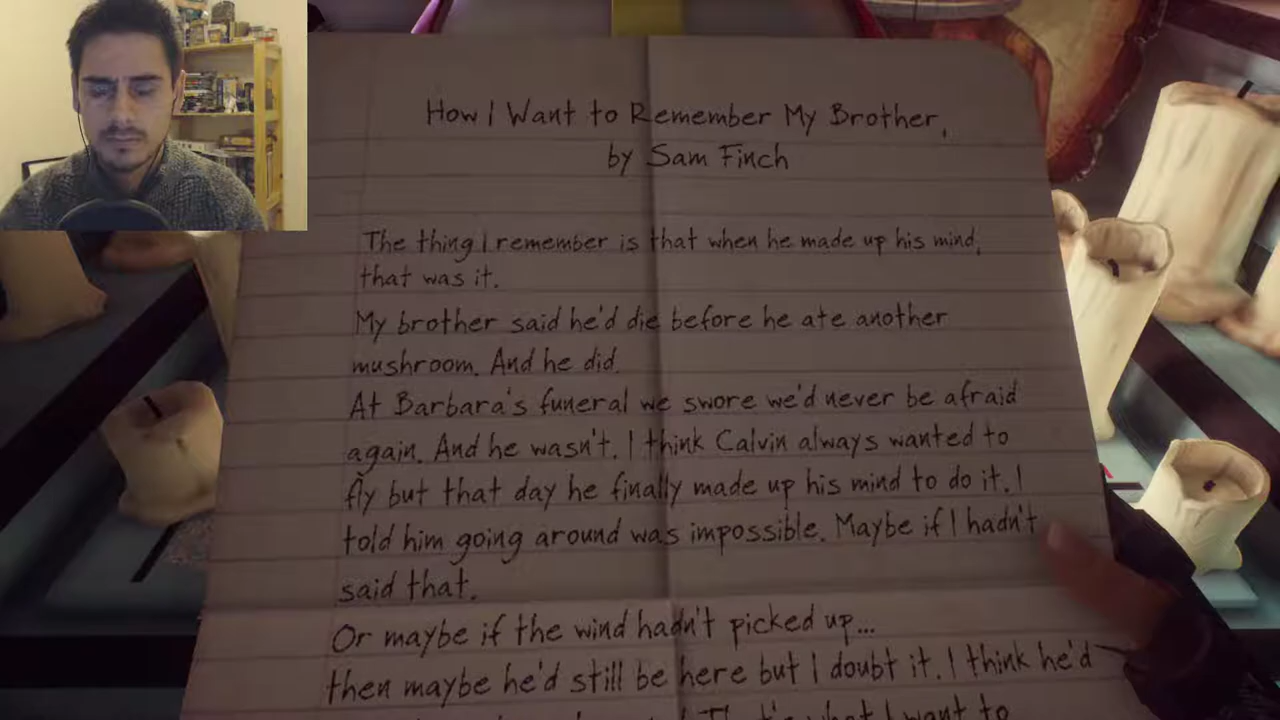 How I Want to Remember My Brother,
by Sam Finch
The thing I remember is that when he made up his mind,
that was it.
My brother said he'd die before he ate another
mushroom. And he did.
At Barbara's funeral we swore we'd never be afraid
again. And he wasn't. I think Calvin always wanted to
fly but that day he finally made up his mind to do it. I
told him going around was impossible. Maybe if I hadn't
said that.
Or maybe if the wind hadn't picked up...
then maybe he'd still be here but I doubt it. I think he'd
That's what I want to